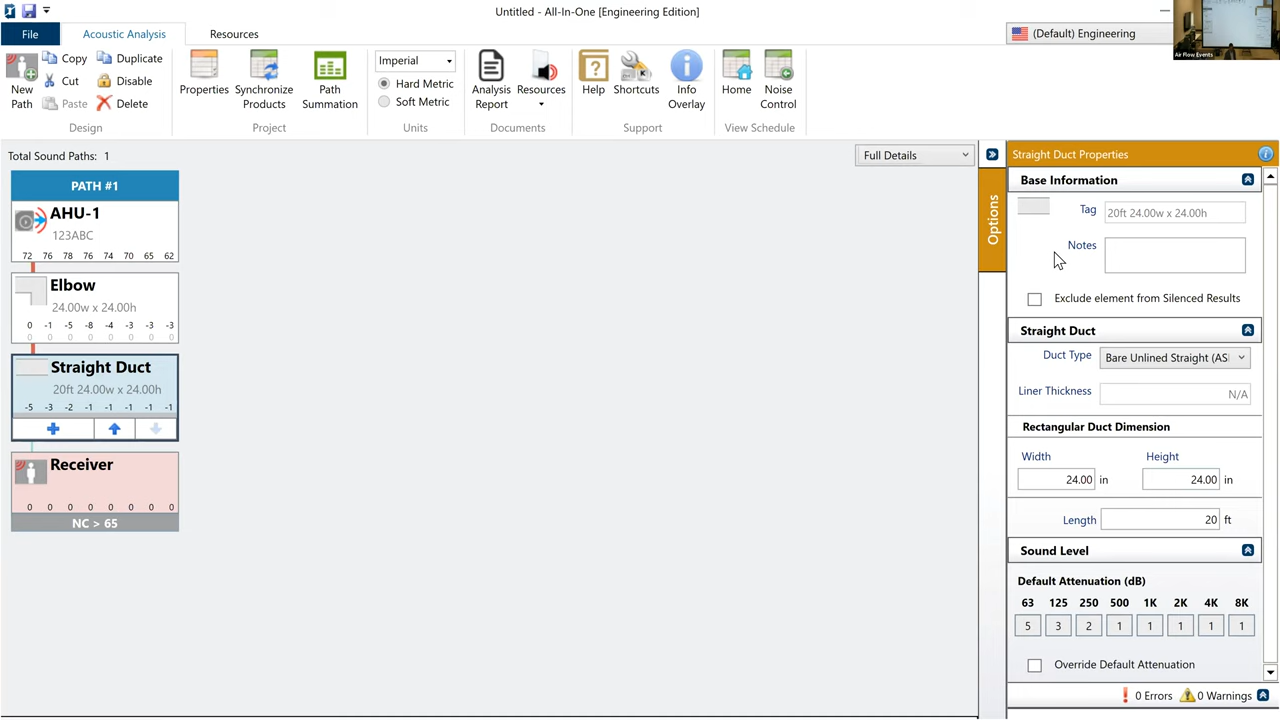 Untitled - All-In-One [Engineering Edition]
File
Acoustic Analysis
Resources
(Default) Engineering
Air Flow Events
New Path
Copy
Cut
Paste
Duplicate
Disable
Delete
Design
Properties
Synchronize Products
Path Summation
Project
Imperial
Hard Metric
Soft Metric
Units
Analysis Report
Resources
Documents
Help
Shortcuts
Info Overlay
Support
Home
Noise Control
View Schedule
Total Sound Paths: 1
Full Details
PATH #1
AHU-1
123ABC
72 76 78 76 74 70 65 62
Elbow
24.00w x 24.00h
0 -1 -5 -8 -4 -3 -3 -3
0 0 0 0 0 0 0 0
Straight Duct
20ft 24.00w x 24.00h
-5 -3 -2 -1 -1 -1 -1 -1
Receiver
0 0 0 0 0 0 0 0
NC > 65
Options
Straight Duct Properties
Base Information
Tag 20ft 24.00w x 24.00h
Notes
Exclude element from Silenced Results
Straight Duct
Duct Type Bare Unlined Straight (AS
Liner Thickness N/A
Rectangular Duct Dimension
Width Height
24.00 in 24.00 in
Length 20 ft
Sound Level
Default Attenuation (dB)
63 125 250 500 1K 2K 4K 8K
5 3 2 1 1 1 1 1
Override Default Attenuation
0 Errors 0 Warnings